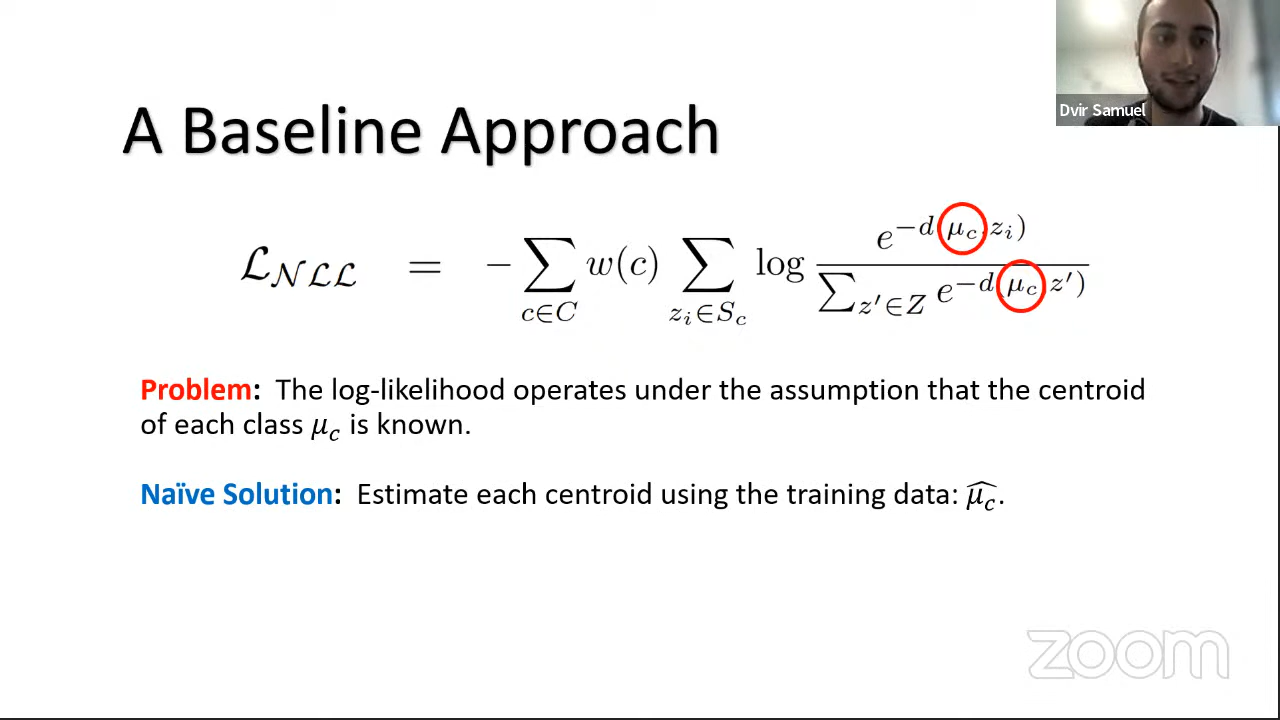 Dvir Samuel
A Baseline Approach
$\mathcal{L}_{\mathcal{NLL}} = -\sum_{c \in C} w(c) \sum_{z_i \in S_c} \log \frac{e^{-d(\mu_c, z_i)}}{\sum_{z' \in Z} e^{-d(\mu_c, z')}}$
Problem: The log-likelihood operates under the assumption that the centroid
of each class $\mu_c$ is known.
Naïve Solution: Estimate each centroid using the training data: $\widehat{\mu_c}$.
zoom